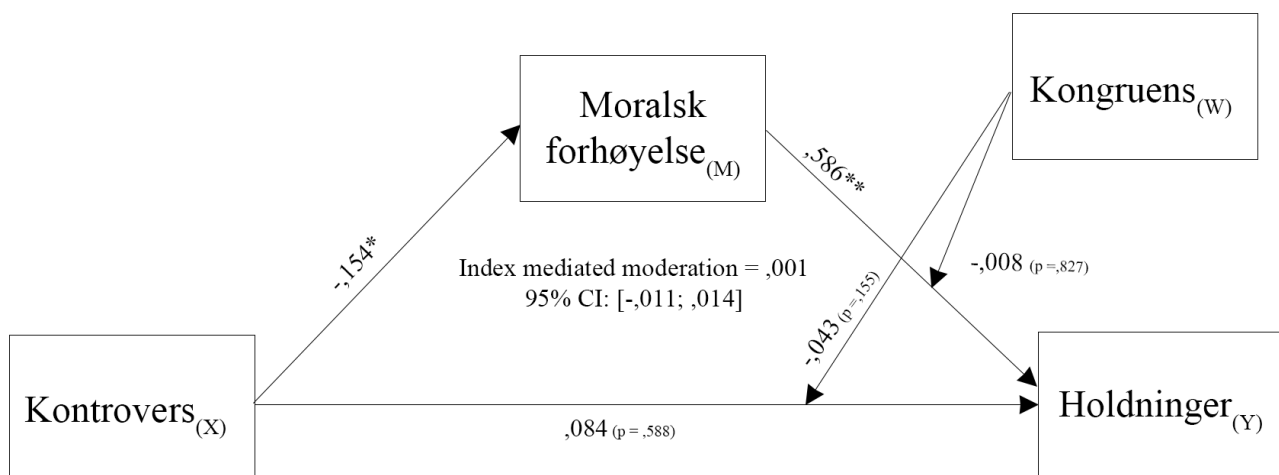 Moralsk
forhøyelse(M)
Kongruens(W)
,586**
-,154*
-,008 (p =,827)
Index mediated moderation = ,001
95% CI: [-,011; ,014]
-,043 (p =,155)
Kontrovers(X)
,084 (p = ,588)
Holdninger(Y)